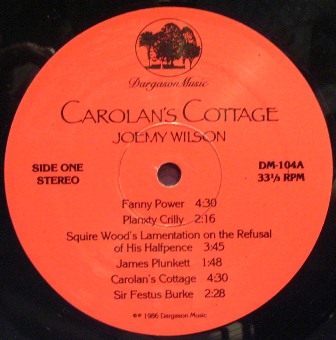 Dargason Music
CAROLAN'S COTTAGE
JOEMY WILSON
SIDE ONE
STEREO
DM-104A
33⅓ RPM
Fanny Power 4:30
Planxty Crilly 2:16
Squire Wood's Lamentation on the Refusal
of His Halfpence 3:45
James Plunkett 1:48
Carolan's Cottage 4:30
Sir Festus Burke 2:28
©℗ 1986 Dargason Music